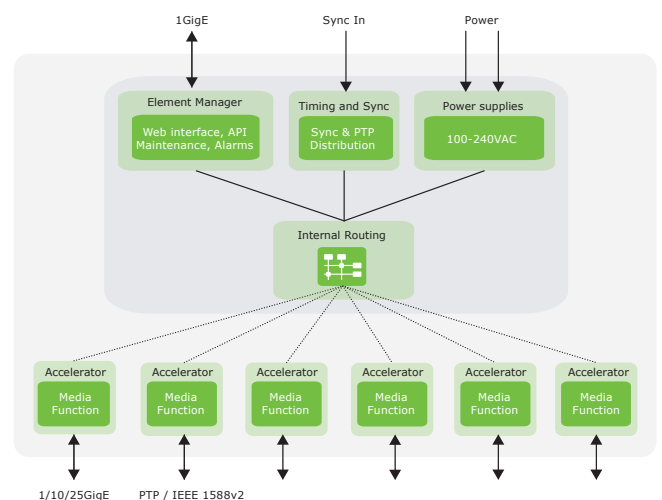 1GigE
Sync In
Power
Element Manager
Timing and Sync
Power supplies
Web interface, API
Maintenance, Alarms
Sync & PTP
Distribution
100-240VAC
Internal Routing
Accelerator
Accelerator
Accelerator
Accelerator
Accelerator
Accelerator
Media
Function
Media
Function
Media
Function
Media
Function
Media
Function
Media
Function
1/10/25GigE
PTP / IEEE 1588v2